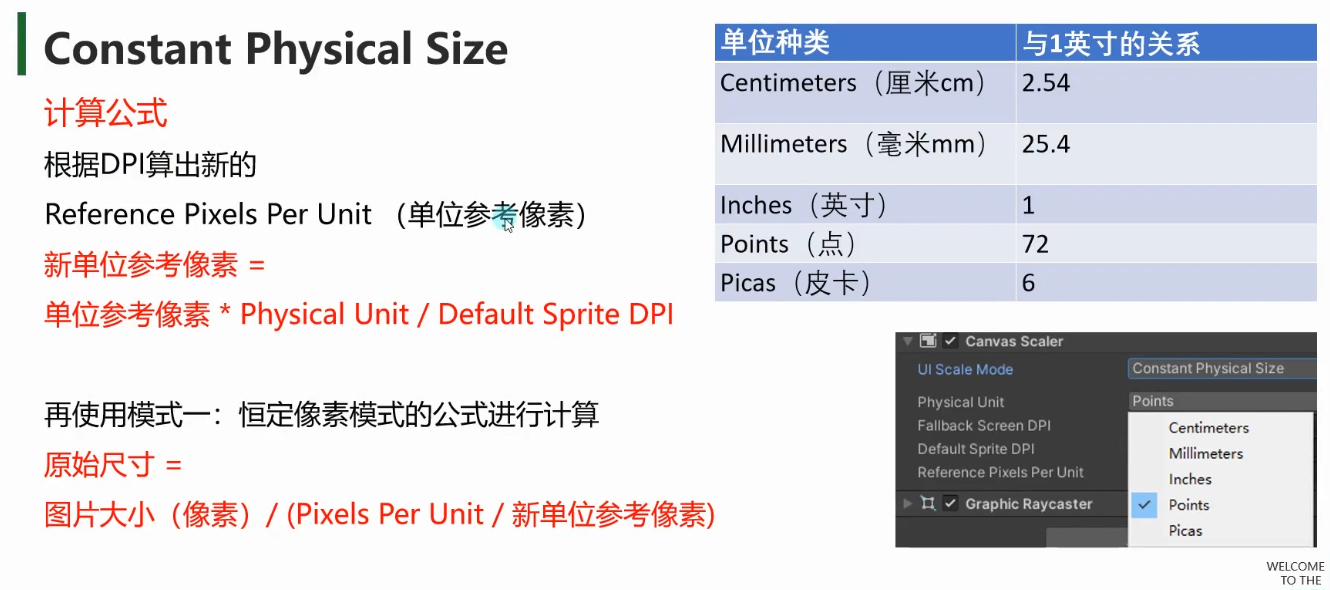 Constant Physical Size
计算公式
根据DPI算出新的
Reference Pixels Per Unit （单位参考像素）
新单位参考像素 =
单位参考像素 * Physical Unit / Default Sprite DPI
再使用模式一：恒定像素模式的公式进行计算
原始尺寸 =
图片大小（像素）/ (Pixels Per Unit / 新单位参考像素)
单位种类 与1英寸的关系
Centimeters（厘米cm） 2.54
Millimeters（毫米mm） 25.4
Inches（英寸） 1
Points（点） 72
Picas（皮卡） 6
Canvas Scaler
UI Scale Mode Constant Physical Size
Physical Unit Points
Fallback Screen DPI
Default Sprite DPI
Reference Pixels Per Unit
Graphic Raycaster
Centimeters
Millimeters
Inches
Points
Picas
WELCOME
TO THE